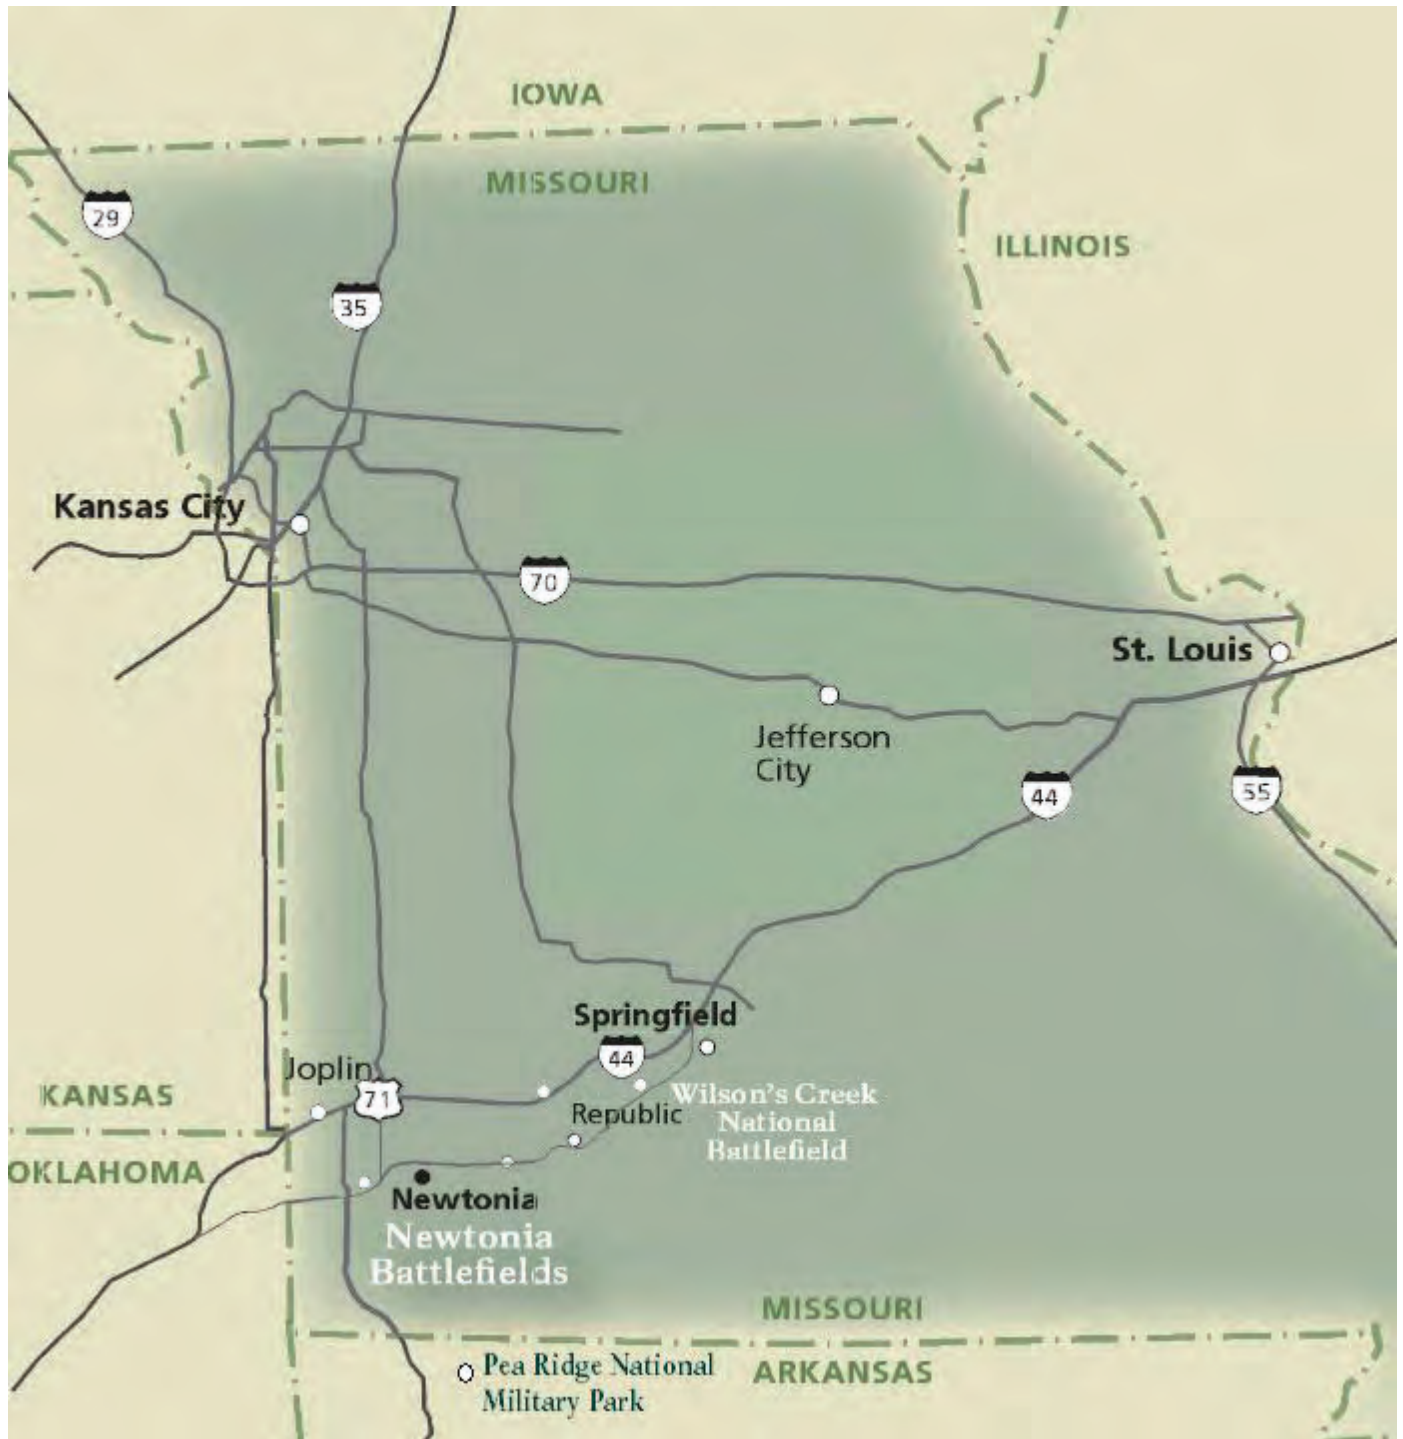 IOWA
MISSOURI
29
ILLINOIS
35
Kansas City
70
St. Louis
Jefferson
City
44
55
Springfield
44
Joplin
71
KANSAS
Republic
Wilson's Creek
National
Battlefield
OKLAHOMA
Newtonia
Newtonia
Battlefields
MISSOURI
Pea Ridge National
Military Park
ARKANSAS